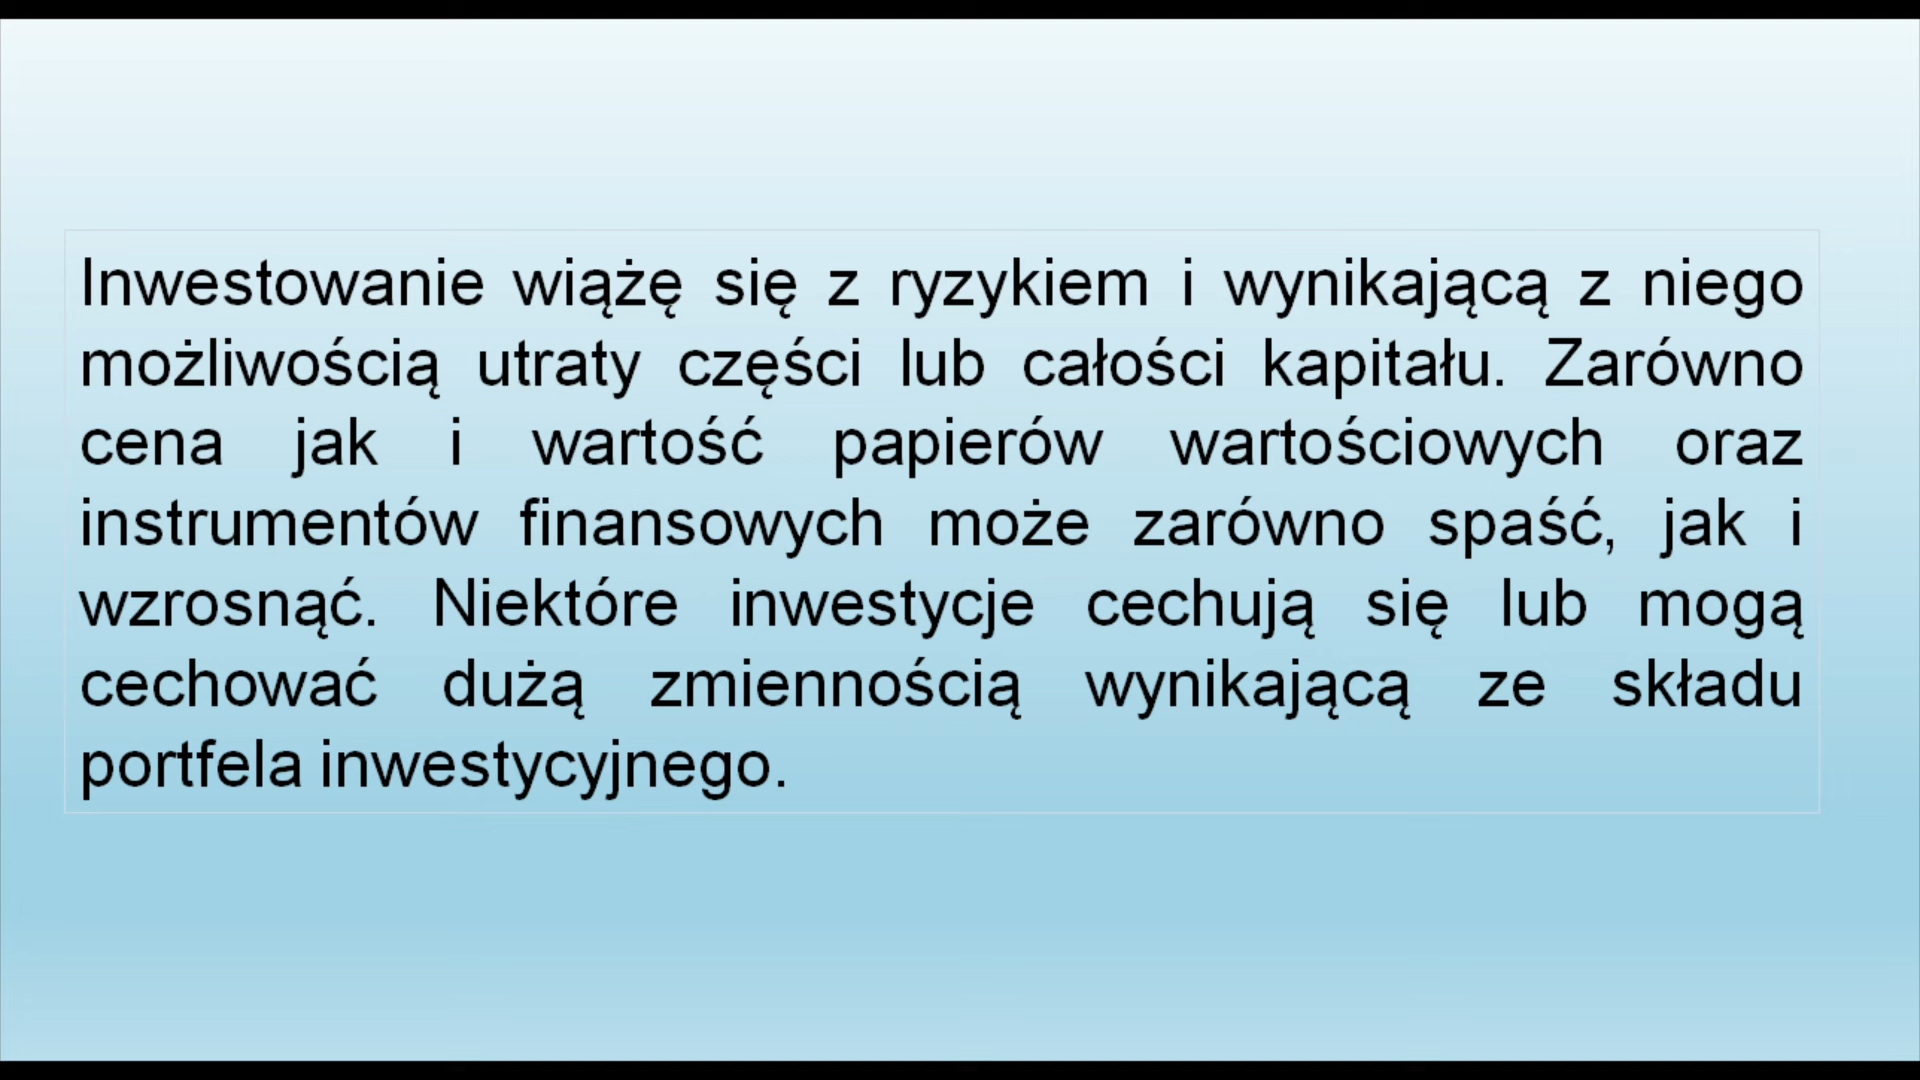 Inwestowanie wiążę się z ryzykiem i wynikającą z niego
możliwością utraty części lub całości kapitału. Zarówno
cena jak i wartość papierów wartościowych oraz
instrumentów finansowych może zarówno spaść, jak i
wzrosnąć. Niektóre inwestycje cechują się lub mogą
cechować dużą zmiennością wynikającą ze składu
portfela inwestycyjnego.